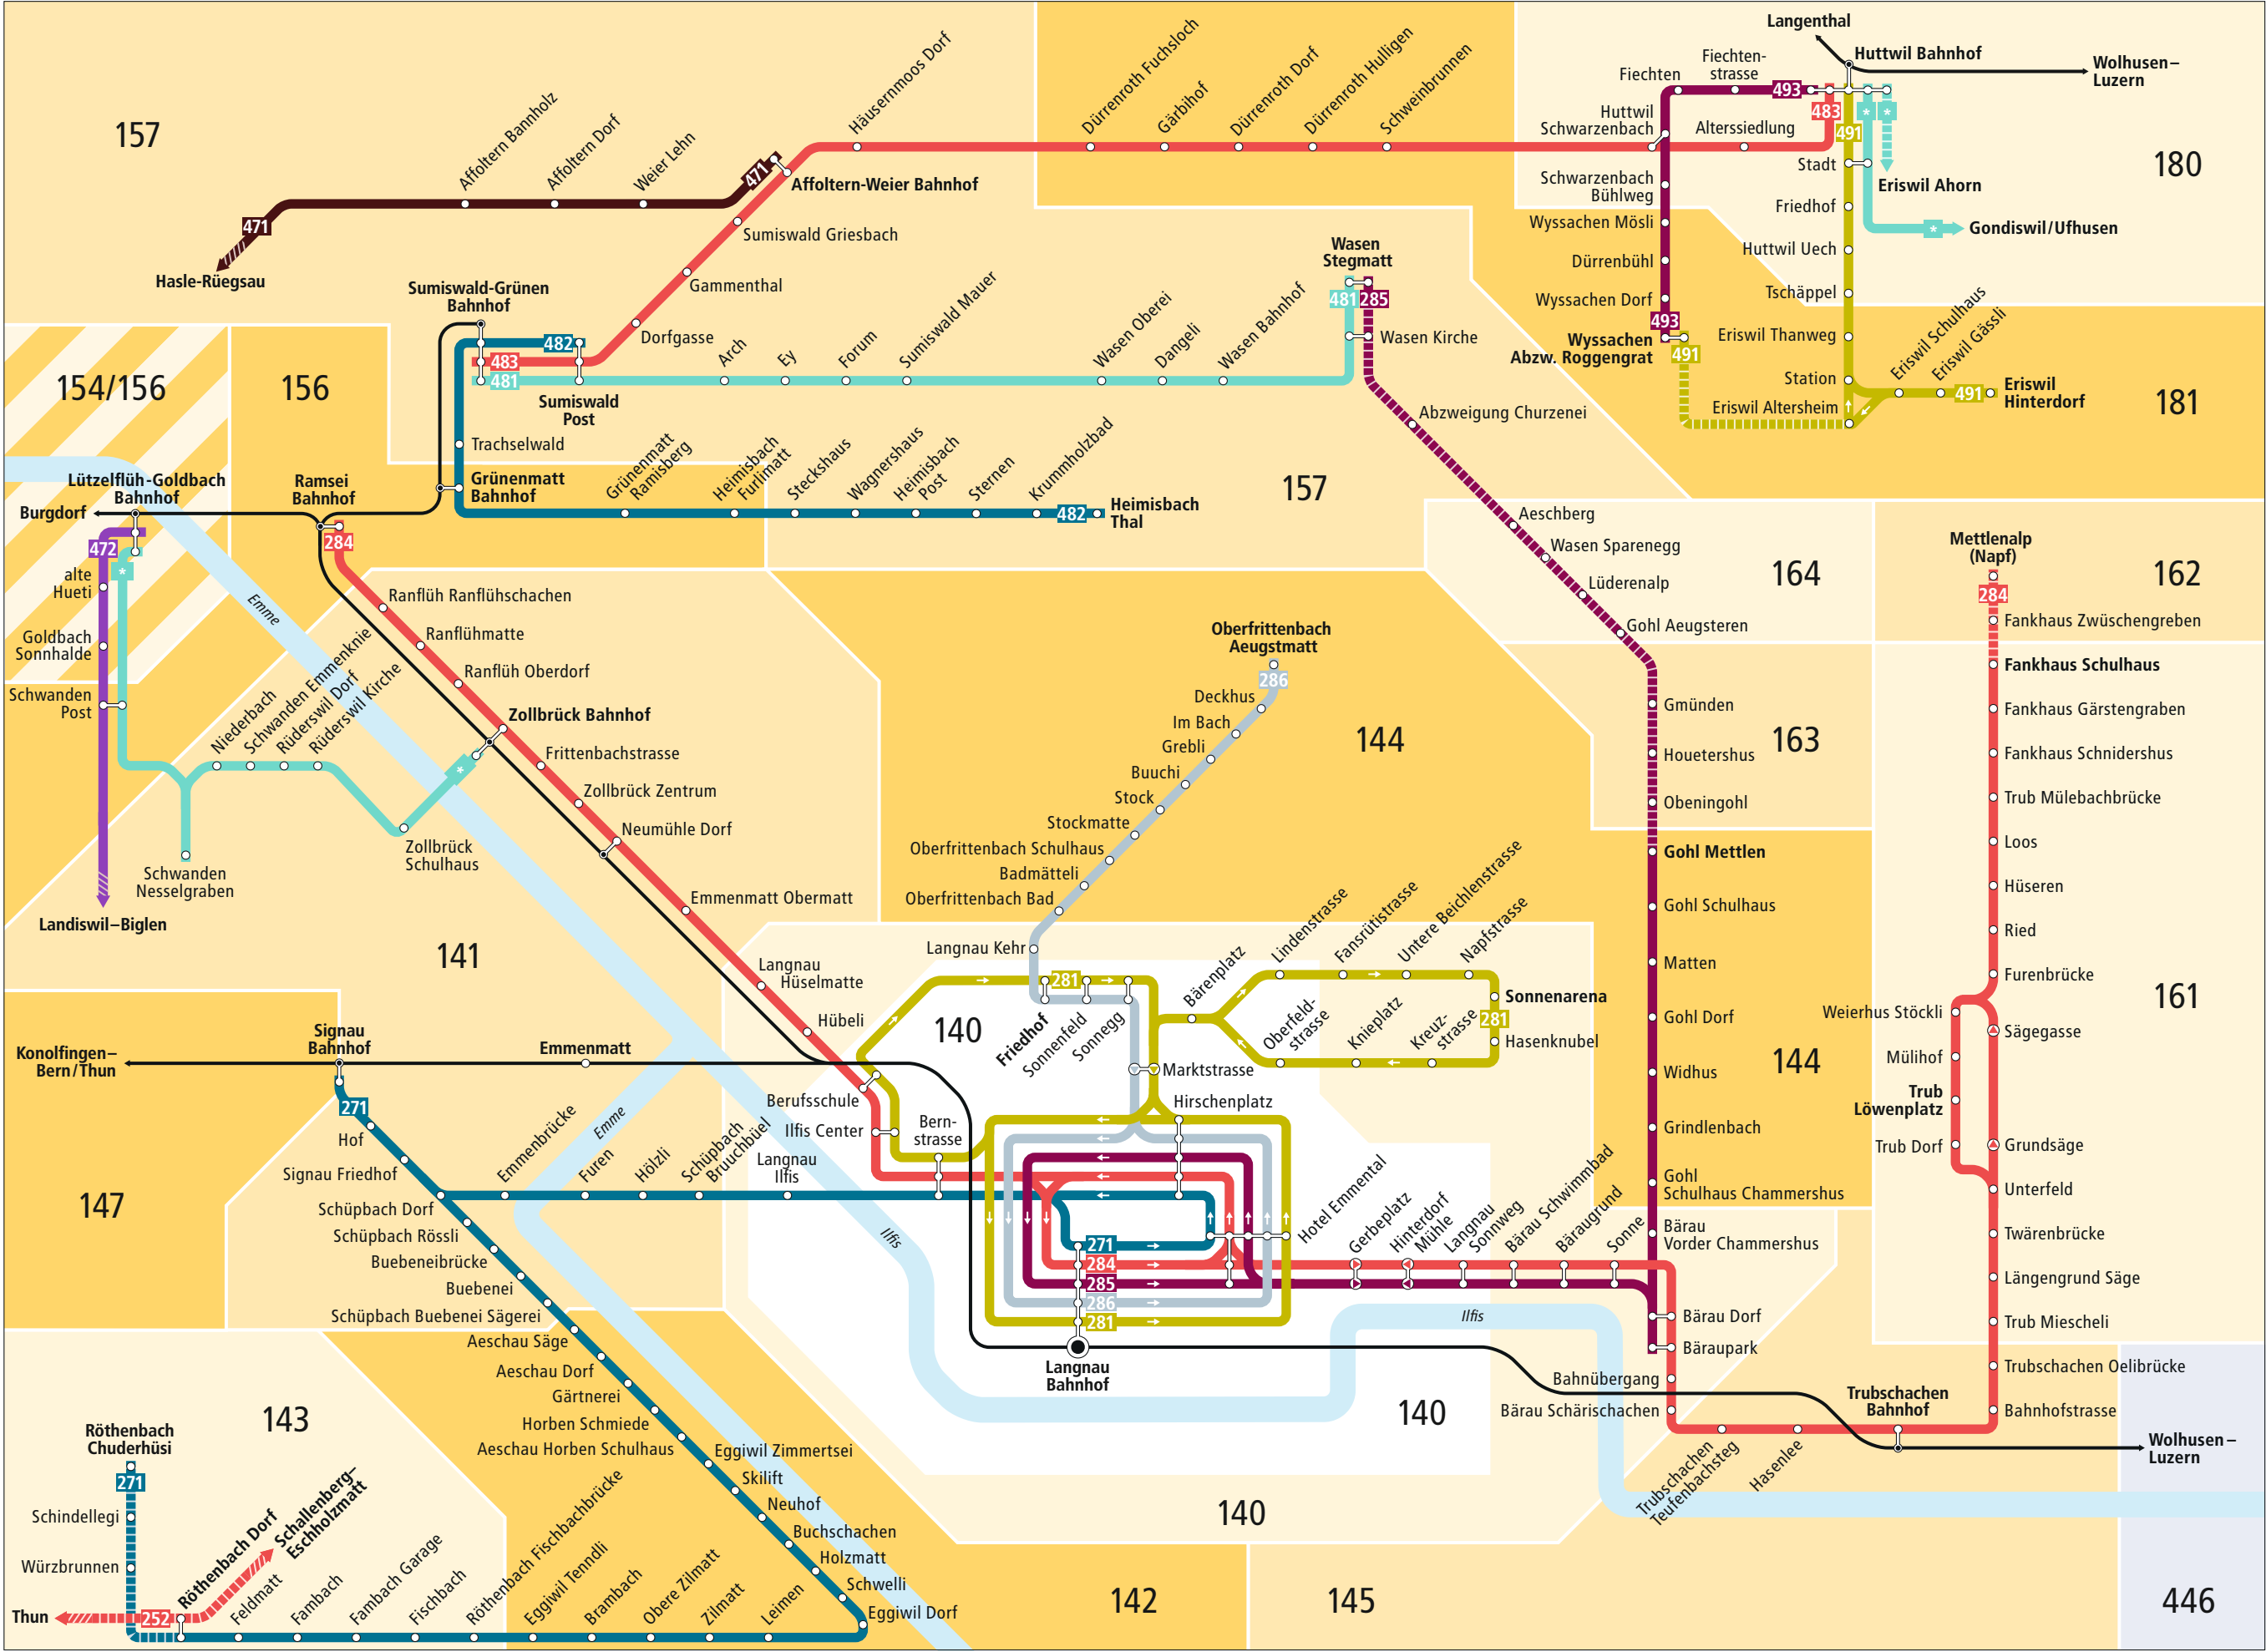 157
Affoltern Bannholz
Affoltern Dorf
Weier Lehn
471
Affoltern-Weier Bahnhof
471
Hasle-Rüegsau
Häusernmoos Dorf
Dürrenroth Fuchsloch
Gärbihof
Dürrenroth Dorf
Dürrenroth Hulligen
Schweinbrunnen
Langenthal
Huttwil Bahnhof
Wolhusen–
Luzern
Fiechten
Fiechten-
strasse
493
483
491
*
*
Huttwil
Schwarzenbach
Alterssiedlung
Stadt
180
Eriswil Ahorn
Schwarzenbach
Bühlweg
Friedhof
*
Gondiswil/Ufhusen
Wyssachen Mösli
Huttwil Uech
Dürrenbühl
Tschäppel
Wyssachen Dorf
493
Wyssachen
Abzw. Roggengrat
491
Eriswil Thanweg
Station
Eriswil Altersheim
Eriswil Schulhaus
Eriswil Gässli
491
Eriswil
Hinterdorf
181
Sumiswald Griesbach
Gammenthal
Dorfgasse
Sumiswald-Grünen
Bahnhof
482
483
481
Sumiswald
Post
Arch
Ey
Forum
Sumiswald Mauer
Wasen Oberei
Dangeli
Wasen Bahnhof
Wasen
Stegmatt
481
285
Wasen Kirche
Abzweigung Churzenei
154/156
156
Trachselwald
Grünenmatt
Bahnhof
Grünenmatt
Ramisberg
Heimisbach
Furlimatt
Steckshaus
Wagnershaus
Heimisbach
Post
Sternen
Krummholzbad
482
Heimisbach
Thal
157
Lützelflüh-Goldbach
Bahnhof
Burgdorf
Ramsei
Bahnhof
284
472
*
alte
Hueti
Goldbach
Sonnhalde
Schwanden
Post
Emme
Ranflüh Ranflühschachen
Ranflühmatte
Ranflüh Oberdorf
Zollbrück Bahnhof
Frittenbachstrasse
Zollbrück Zentrum
Neumühle Dorf
Emmenmatt Obermatt
Langnau
Hüselmatte
Hübeli
Niederbach
Schwanden Emmenknie
Rüderswil Dorf
Rüderswil Kirche
*
Zollbrück
Schulhaus
Schwanden
Nesselgraben
Landiswil–Biglen
141
Aeschberg
Wasen Sparenegg
Lüderenalp
Gohl Aeugsteren
164
Mettlenalp
(Napf)
284
162
Fankhaus Zwüschengreben
Fankhaus Schulhaus
Fankhaus Gärstengraben
Fankhaus Schnidershus
Trub Mülebachbrücke
Loos
Hüseren
Ried
Furenbrücke
161
Weierhus Stöckli
Sägegasse
Mülihof
Trub
Löwenplatz
Trub Dorf
Grundsäge
Unterfeld
Twärenbrücke
Längengrund Säge
Trub Miescheli
Trubschachen Oelibrücke
Bahnhofstrasse
Gmünden
Houetershus
163
Obeningohl
Gohl Mettlen
Gohl Schulhaus
Matten
Gohl Dorf
144
Widhus
Grindlenbach
Gohl
Schulhaus Chammershus
Bärau
Vorder Chammershus
Bärau Dorf
Bäraupark
Bahnübergang
Bärau Schärischachen
Oberfrittenbach
Aeugstmatt
286
Deckhus
Im Bach
Grebli
Buuchi
Stock
Stockmatte
Oberfrittenbach Schulhaus
Badmätteli
Oberfrittenbach Bad
Langnau Kehr
144
281
140
Friedhof
Sonnenfeld
Sonnegg
Bärenplatz
Lindenstrasse
Fansrütistrasse
Untere Beichlenstrasse
Napfstrasse
Sonnenarena
281
Hasenknubel
Oberfeld-
strasse
Knieplatz
Kreuz-
strasse
Marktstrasse
Hirschenplatz
Berufsschule
Ilfis Center
Bern-
strasse
Konolfingen–
Bern/Thun
Signau
Bahnhof
Emmenmatt
271
Hof
Signau Friedhof
Schüpbach Dorf
Emmenbrücke
Emme
Furen
Hölzli
Schüpbach
Bruuchbüel
Langnau
Ilfis
Ilfis
271
284
285
286
281
Langnau
Bahnhof
Hotel Emmental
Gerbeplatz
Hinterdorf
Mühle
Langnau
Sonnweg
Bärau Schwimmbad
Bäraugrund
Sonne
Ilfis
140
147
Schüpbach Rössli
Buebeneibrücke
Buebenei
Schüpbach Buebenei Sägerei
Aeschau Säge
Aeschau Dorf
Gärtnerei
Horben Schmiede
Aeschau Horben Schulhaus
Eggiwil Zimmertsei
Skilift
Neuhof
Buchschachen
Holzmatt
Schwelli
Eggiwil Dorf
143
Röthenbach
Chuderhüsi
271
Schindellegi
Würzbrunnen
Thun
252
Röthenbach Dorf
Schallenberg–
Eschholzmatt
Feldmatt
Fambach
Fambach Garage
Fischbach
Röthenbach Fischbachbrücke
Eggiwil Tenndli
Brambach
Obere Zilmatt
Zilmatt
Leimen
140
142
145
Trubschachen
Teufenbachsteg
Hasenlee
Trubschachen
Bahnhof
Wolhusen–
Luzern
446